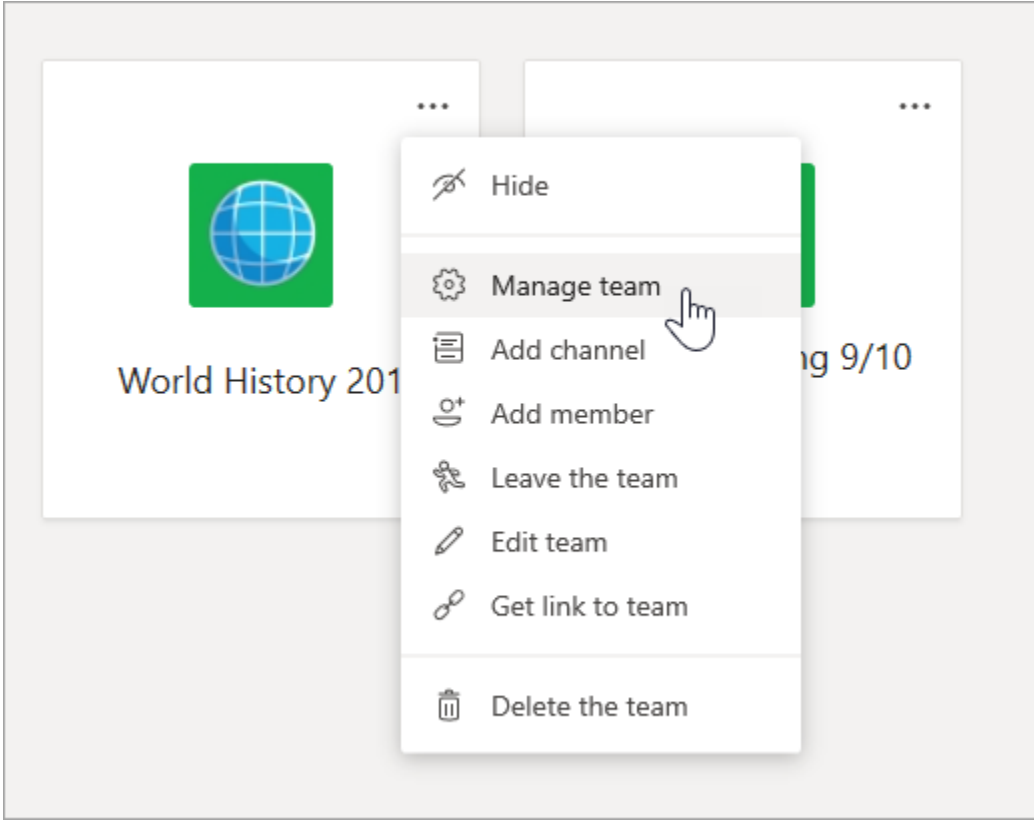 Hide
Manage team
Add channel
World History 201
ng 9/10
Add member
Leave the team
Edit team
Get link to team
Delete the team